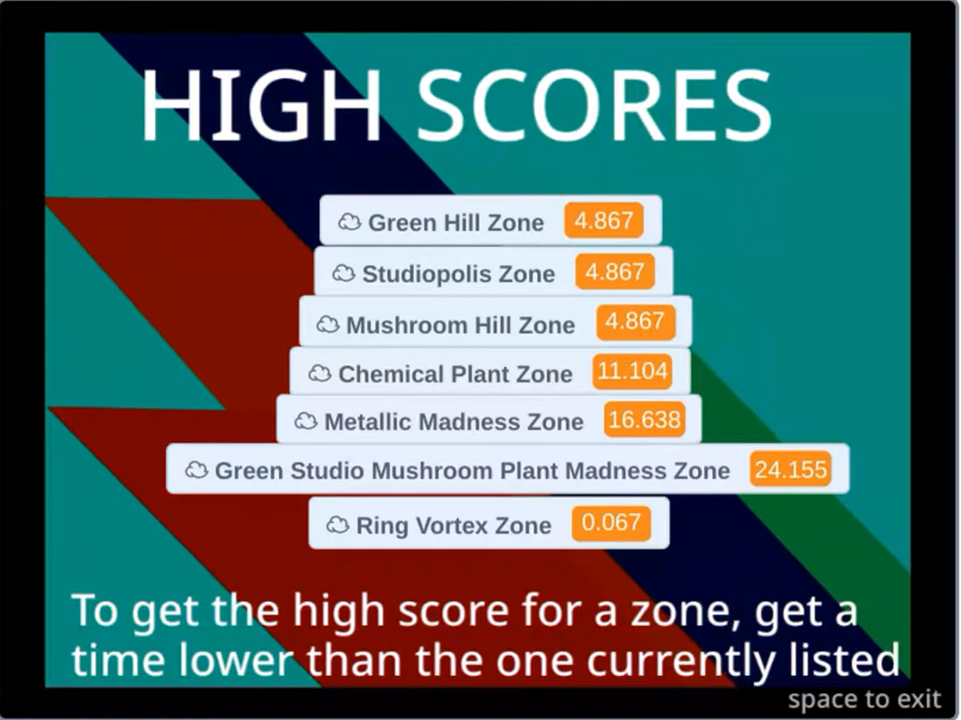 HIGH SCORES
Green Hill Zone 4.867
Studiopolis Zone 4.867
Mushroom Hill Zone 4.867
Chemical Plant Zone 11.104
Metallic Madness Zone 16.638
Green Studio Mushroom Plant Madness Zone 24.155
Ring Vortex Zone 0.067
To get the high score for a zone, get a
time lower than the one currently listed
space to exit